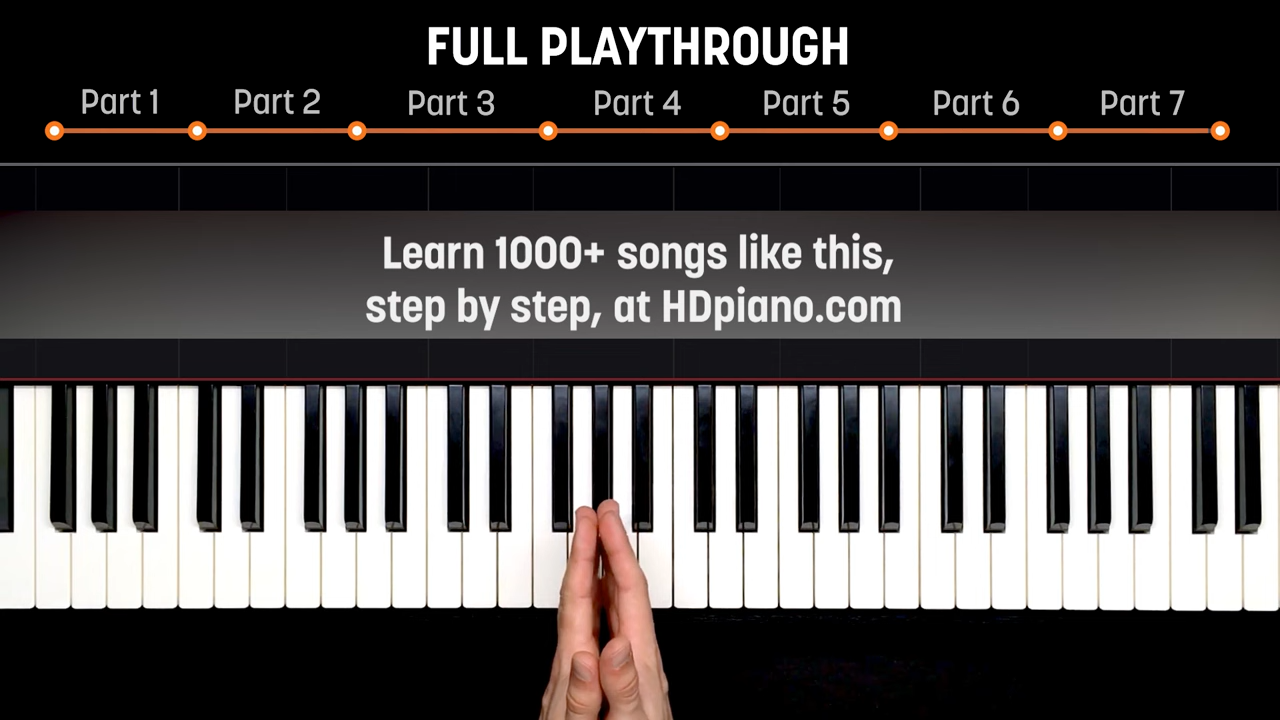 FULL PLAYTHROUGH
Part 1 Part 2 Part 3 Part 4 Part 5 Part 6 Part 7
Learn 1000+ songs like this,
step by step, at HDpiano.com